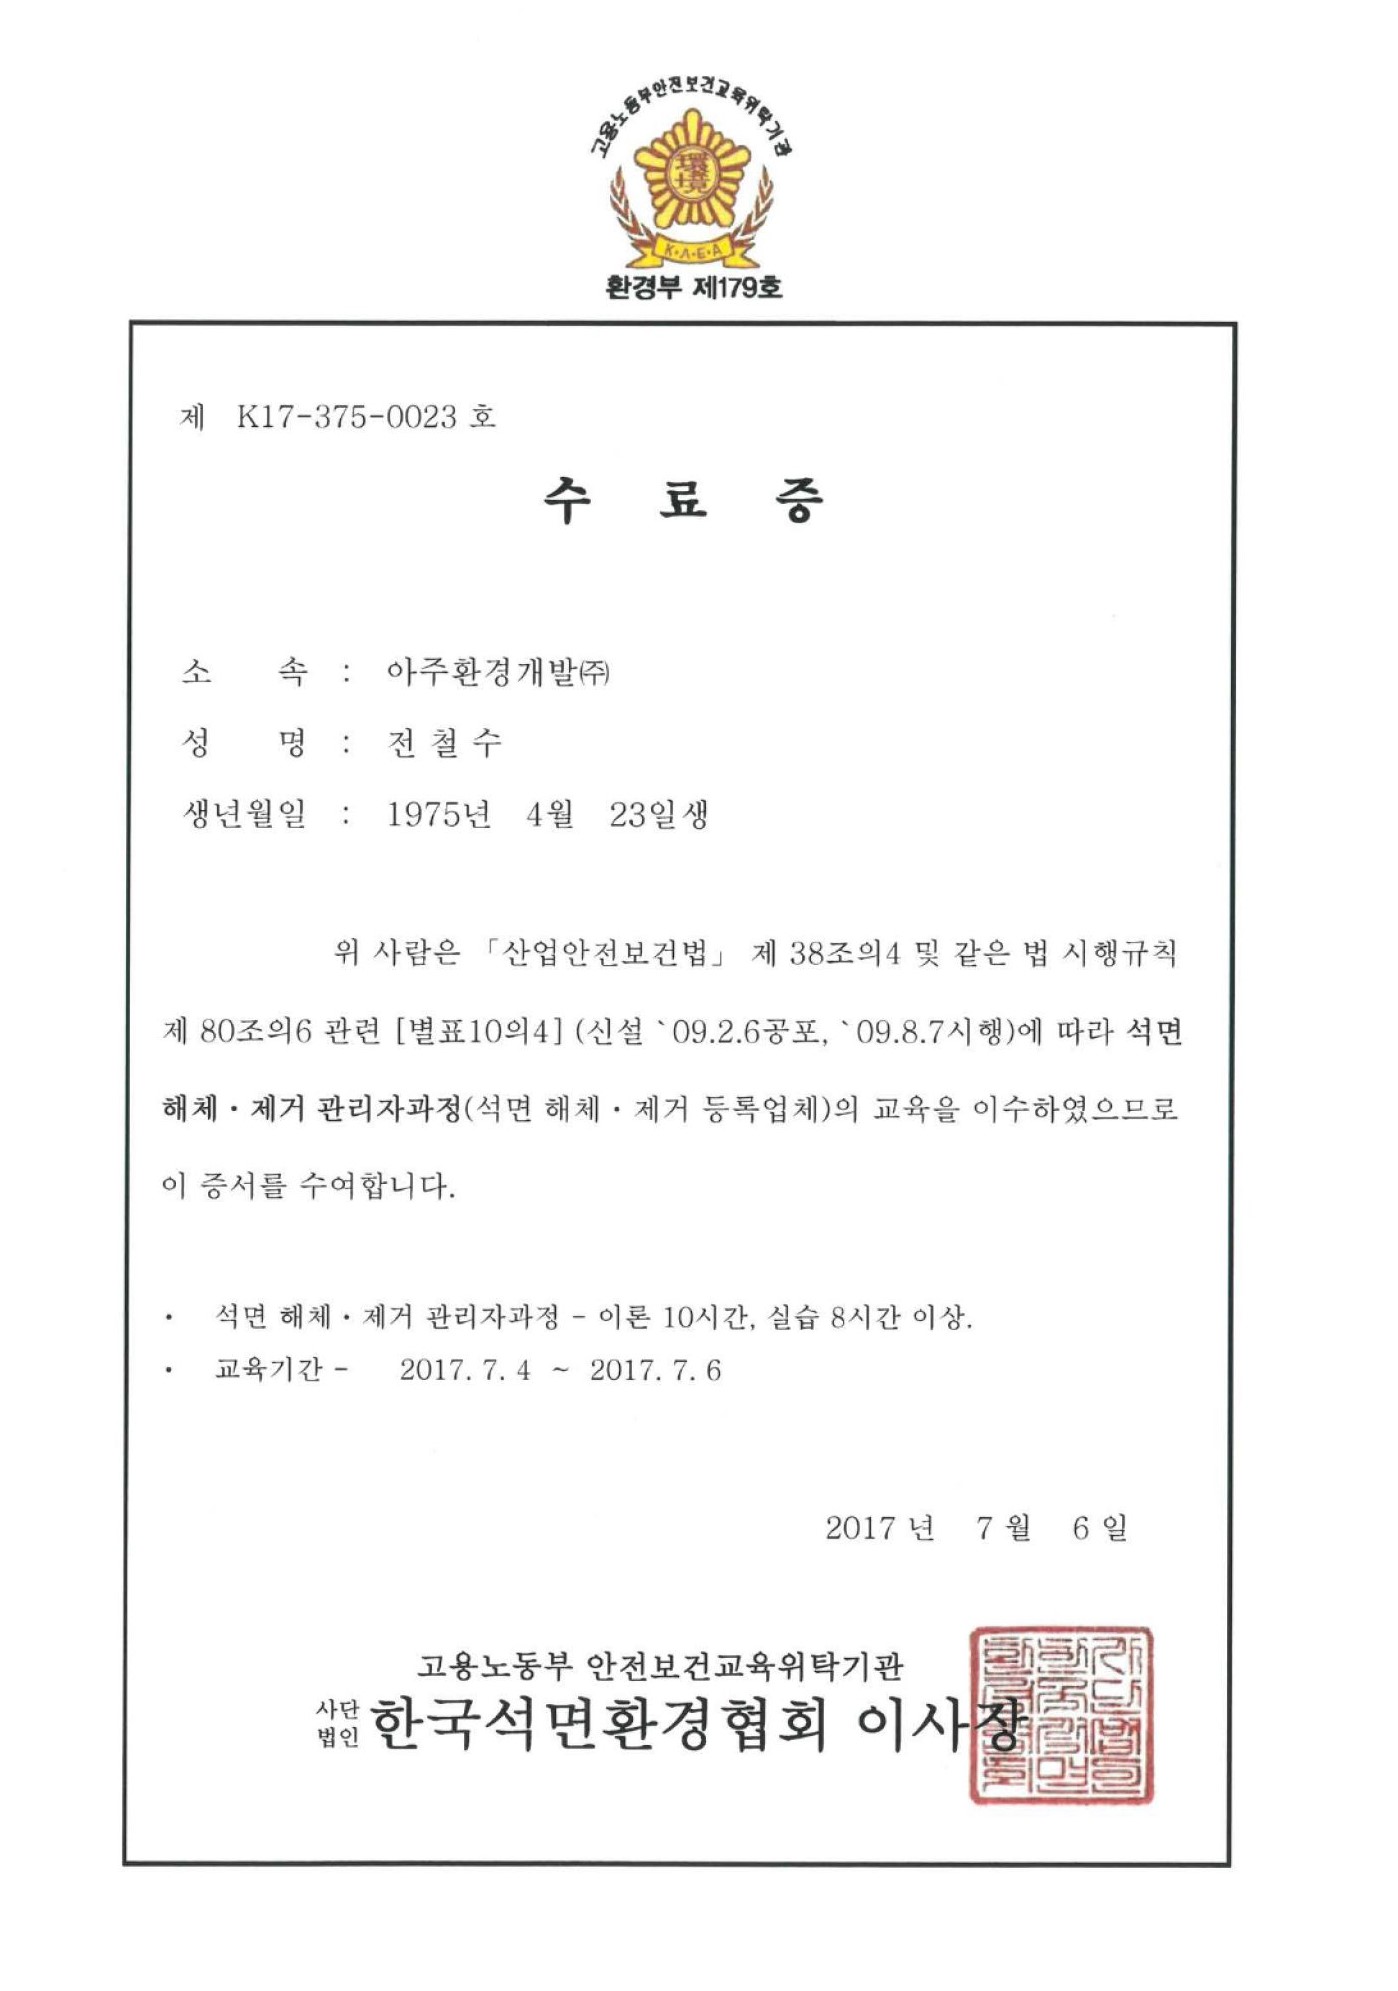 고용노동부안전보건교육위탁기관
環
境
K·A·E·A
환경부 제179호
제 K17-375-0023 호
수 료 증
소 속 : 아주환경개발㈜
성 명 : 전 철 수
생년월일 : 1975년 4월 23일생
위 사람은 「산업안전보건법」 제 38조의4 및 같은 법 시행규칙
제 80조의6 관련 [별표10의4] (신설 `09.2.6공포, `09.8.7시행)에 따라 석면
해체·제거 관리자과정(석면 해체·제거 등록업체)의 교육을 이수하였으므로
이 증서를 수여합니다.
· 석면 해체·제거 관리자과정 - 이론 10시간, 실습 8시간 이상.
· 교육기간 - 2017. 7. 4 ~ 2017. 7. 6
2017 년 7 월 6 일
고용노동부 안전보건교육위탁기관
사단법인 한국석면환경협회 이사장